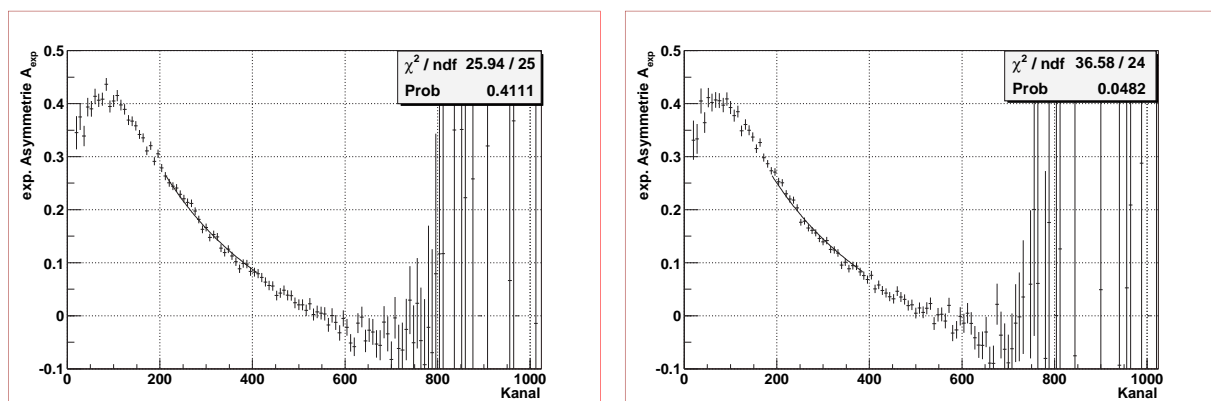 exp. Asymmetrie A_exp
0.5
0.4
0.3
0.2
0.1
0
-0.1
χ² / ndf 25.94 / 25
Prob 0.4111
0 200 400 600 800 1000
Kanal
exp. Asymmetrie A_exp
0.5
0.4
0.3
0.2
0.1
0
-0.1
χ² / ndf 36.58 / 24
Prob 0.0482
0 200 400 600 800 1000
Kanal